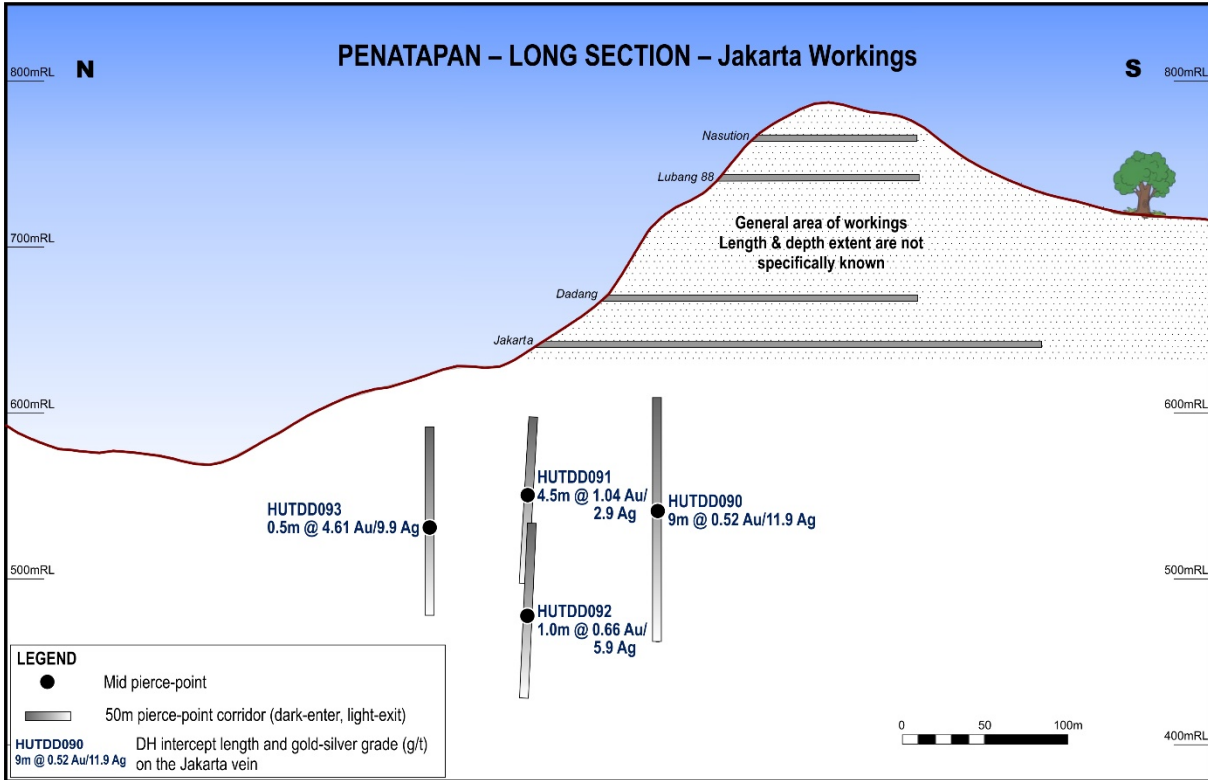 PENATAPAN – LONG SECTION – Jakarta Workings
N
S
800mRL
800mRL
Nasution
Lubang 88
General area of workings
Length & depth extent are not
specifically known
700mRL
700mRL
Dadang
Jakarta
600mRL
600mRL
HUTDD091
4.5m @ 1.04 Au/
2.9 Ag
HUTDD090
9m @ 0.52 Au/11.9 Ag
HUTDD093
0.5m @ 4.61 Au/9.9 Ag
500mRL
500mRL
HUTDD092
1.0m @ 0.66 Au/
5.9 Ag
LEGEND
Mid pierce-point
50m pierce-point corridor (dark-enter, light-exit)
HUTDD090
9m @ 0.52 Au/11.9 Ag
DH intercept length and gold-silver grade (g/t)
on the Jakarta vein
0 50 100m
400mRL